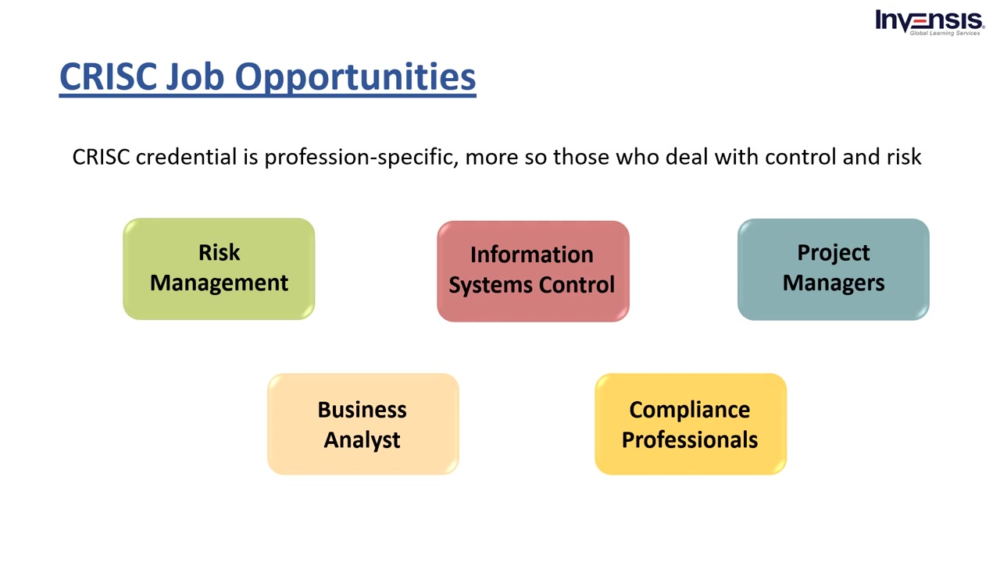 Invensis
Global Learning Services
CRISC Job Opportunities
CRISC credential is profession-specific, more so those who deal with control and risk
Risk
Management
Information
Systems Control
Project
Managers
Business
Analyst
Compliance
Professionals